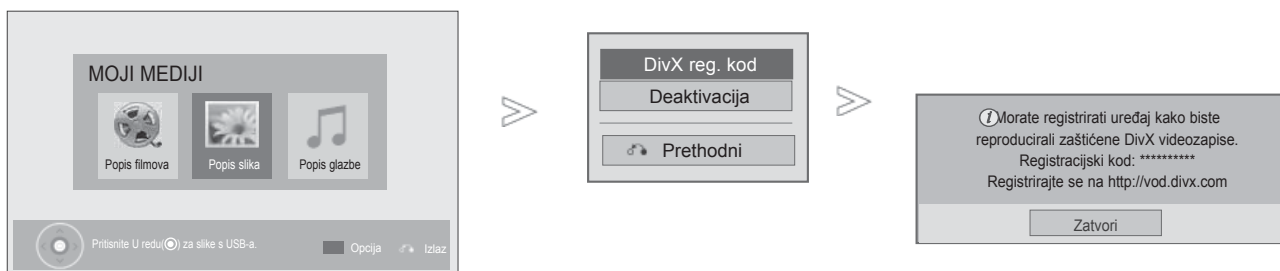 MOJI MEDIJI
Popis filmova
Popis slika
Popis glazbe
Pritisnite U redu(◉) za slike s USB-a.
Opcija
Izlaz
DivX reg. kod
Deaktivacija
Prethodni
Morate registrirati uređaj kako biste
reproducirali zaštićene DivX videozapise.
Registracijski kod: **********
Registrirajte se na http://vod.divx.com
Zatvori